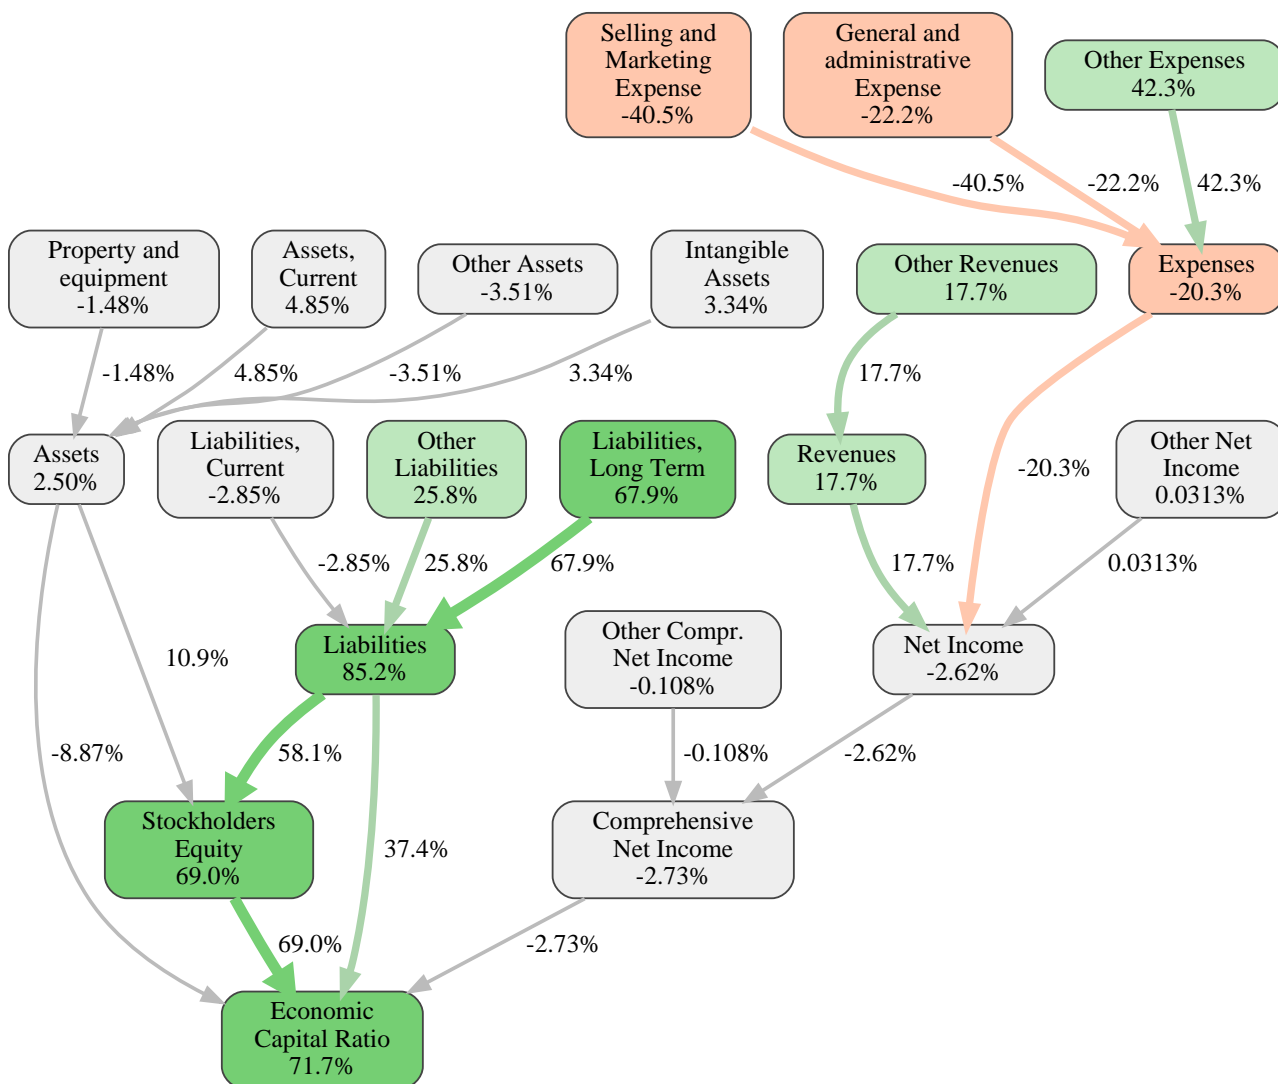 Selling and
Marketing
Expense
-40.5%
General and
administrative
Expense
-22.2%
Other Expenses
42.3%
-40.5%
-22.2%
42.3%
Property and
equipment
-1.48%
Assets,
Current
4.85%
Other Assets
-3.51%
Intangible
Assets
3.34%
Other Revenues
17.7%
Expenses
-20.3%
-1.48%
4.85%
-3.51%
3.34%
17.7%
-20.3%
Assets
2.50%
Liabilities,
Current
-2.85%
Other
Liabilities
25.8%
Liabilities,
Long Term
67.9%
Revenues
17.7%
Other Net
Income
0.0313%
-2.85%
25.8%
67.9%
17.7%
0.0313%
Liabilities
85.2%
Other Compr.
Net Income
-0.108%
Net Income
-2.62%
10.9%
-8.87%
58.1%
-0.108%
-2.62%
Stockholders
Equity
69.0%
37.4%
Comprehensive
Net Income
-2.73%
69.0%
-2.73%
Economic
Capital Ratio
71.7%